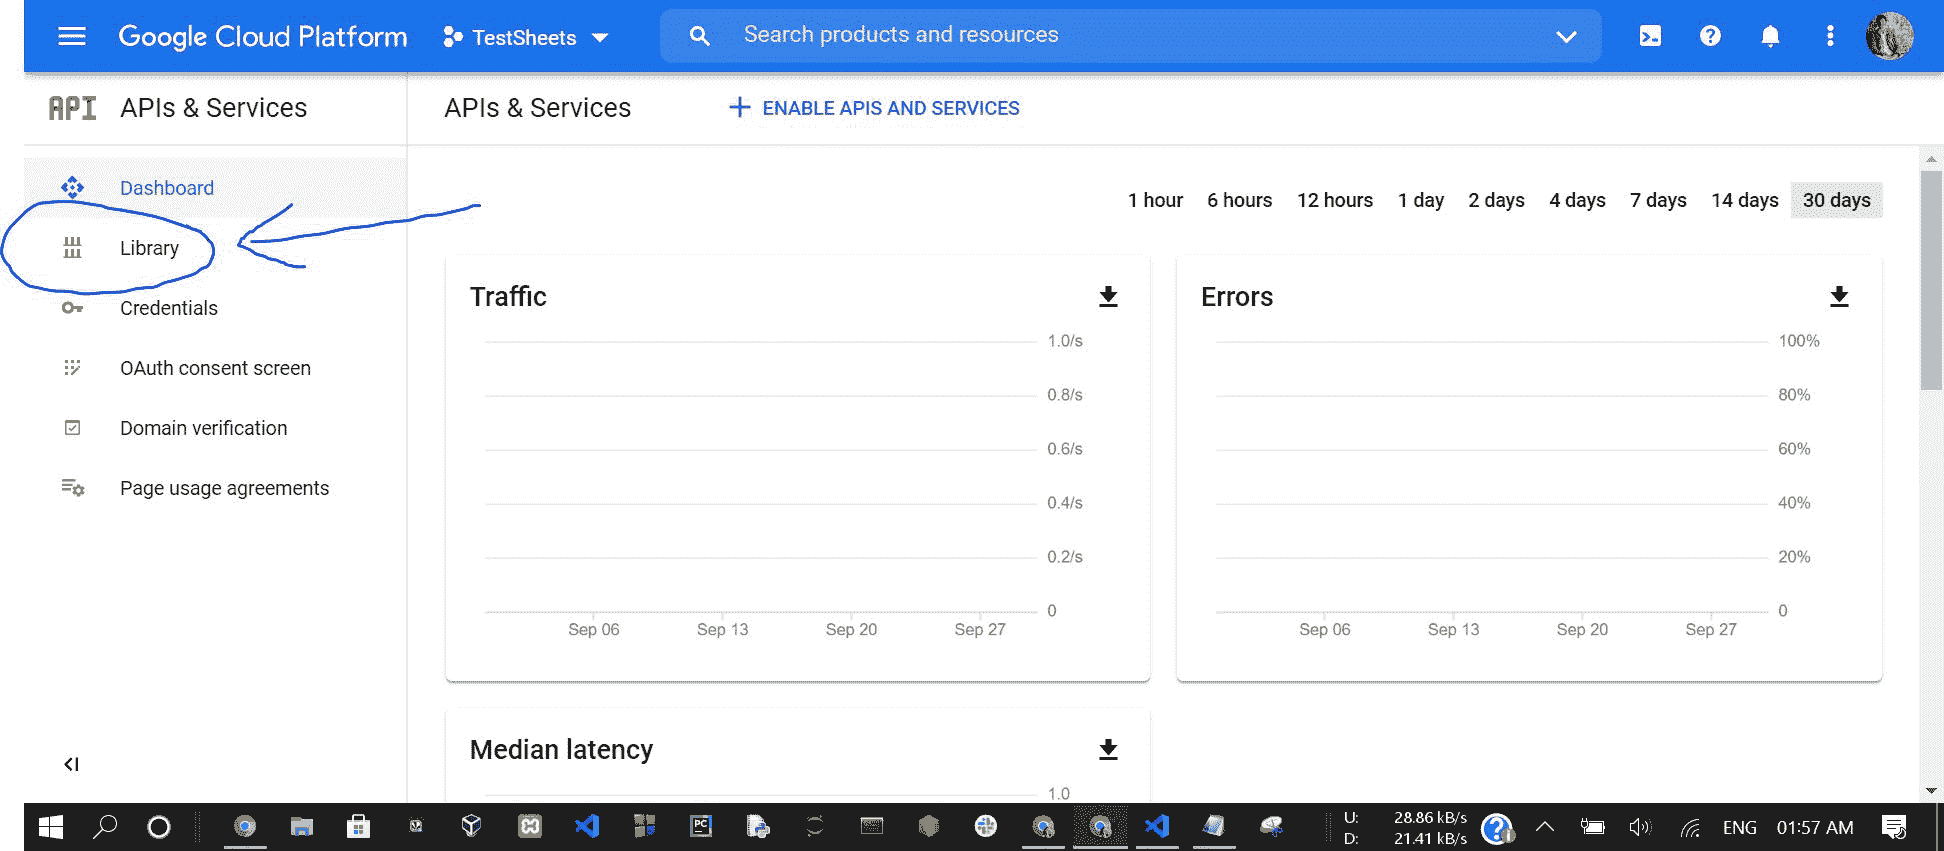 Google Cloud Platform TestSheets Search products and resources
API APIs & Services APIs & Services + ENABLE APIS AND SERVICES
Dashboard
Library
Credentials
OAuth consent screen
Domain verification
Page usage agreements
1 hour 6 hours 12 hours 1 day 2 days 4 days 7 days 14 days 30 days
Traffic
1.0/s
0.8/s
0.6/s
0.4/s
0.2/s
0
Sep 06 Sep 13 Sep 20 Sep 27
Errors
100%
80%
60%
40%
20%
0
Sep 06 Sep 13 Sep 20 Sep 27
Median latency
1.0
PC
U: 28.86 kB/s
D: 21.41 kB/s
ENG 01:57 AM